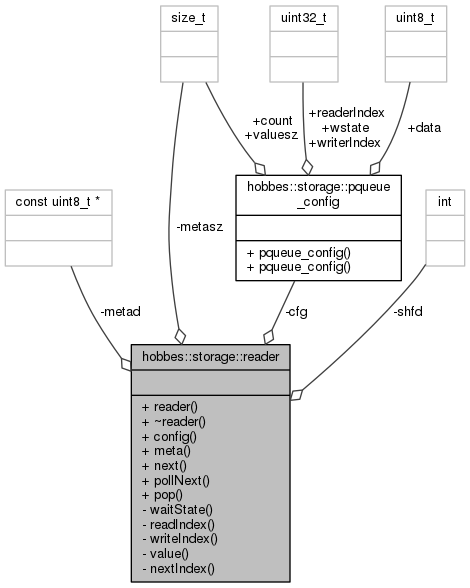 size_t
uint32_t
uint8_t
+count
+valuesz
+readerIndex
+wstate
+writerIndex
+data
const uint8_t *
-metasz
hobbes::storage::pqueue
_config
+ pqueue_config()
+ pqueue_config()
int
-metad
-cfg
-shfd
hobbes::storage::reader
+ reader()
+ ~reader()
+ config()
+ meta()
+ next()
+ pollNext()
+ pop()
- waitState()
- readIndex()
- writeIndex()
- value()
- nextIndex()